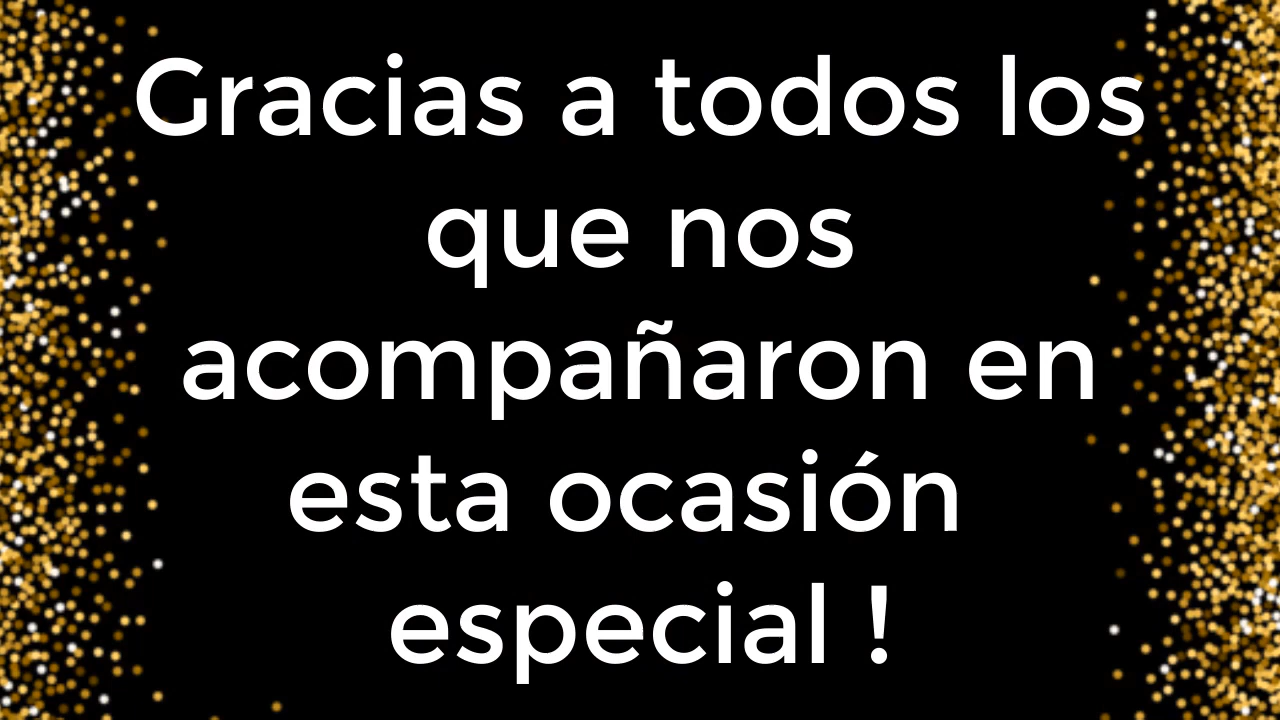 Gracias a todos los
que nos
acompañaron en
esta ocasión
especial !